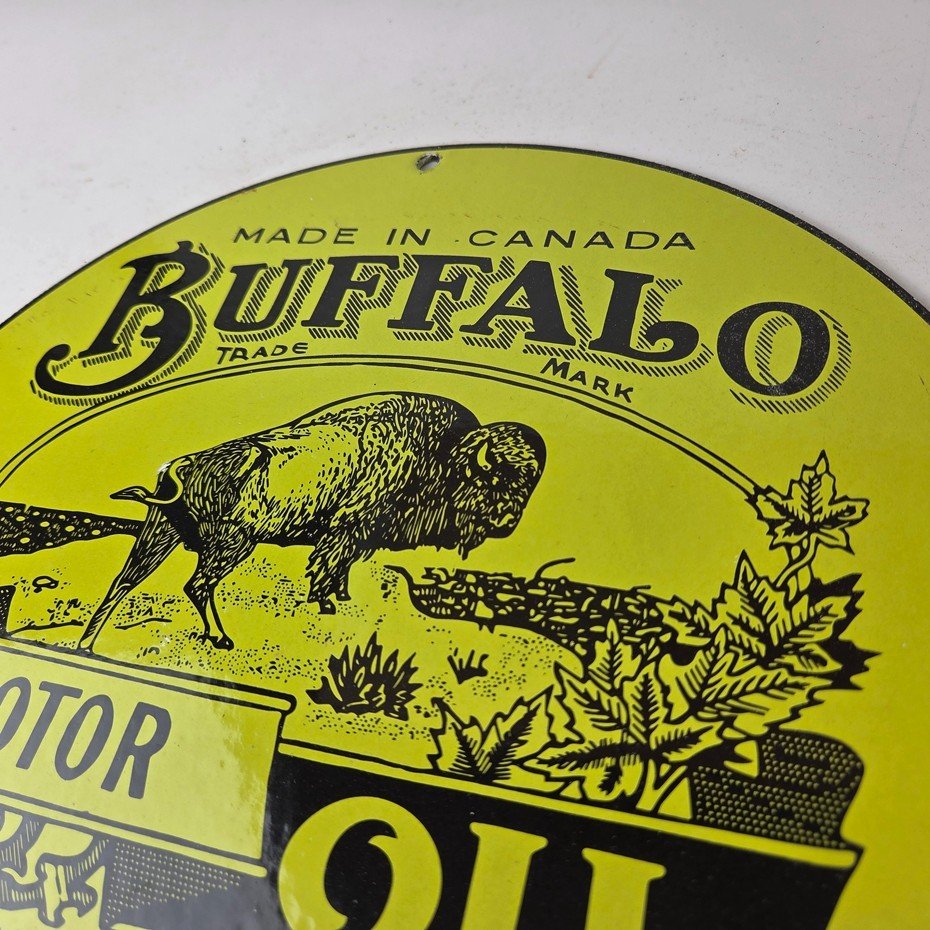 MADE IN CANADA
BUFFALO
TRADE MARK
OTOR
OIL